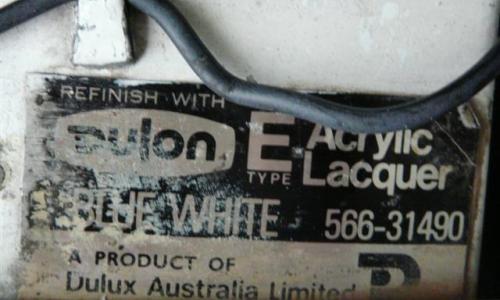 REFINISH WITH
Dulon E TYPE Acrylic Lacquer
BLUE WHITE 566-31490
A PRODUCT OF
Dulux Australia Limited